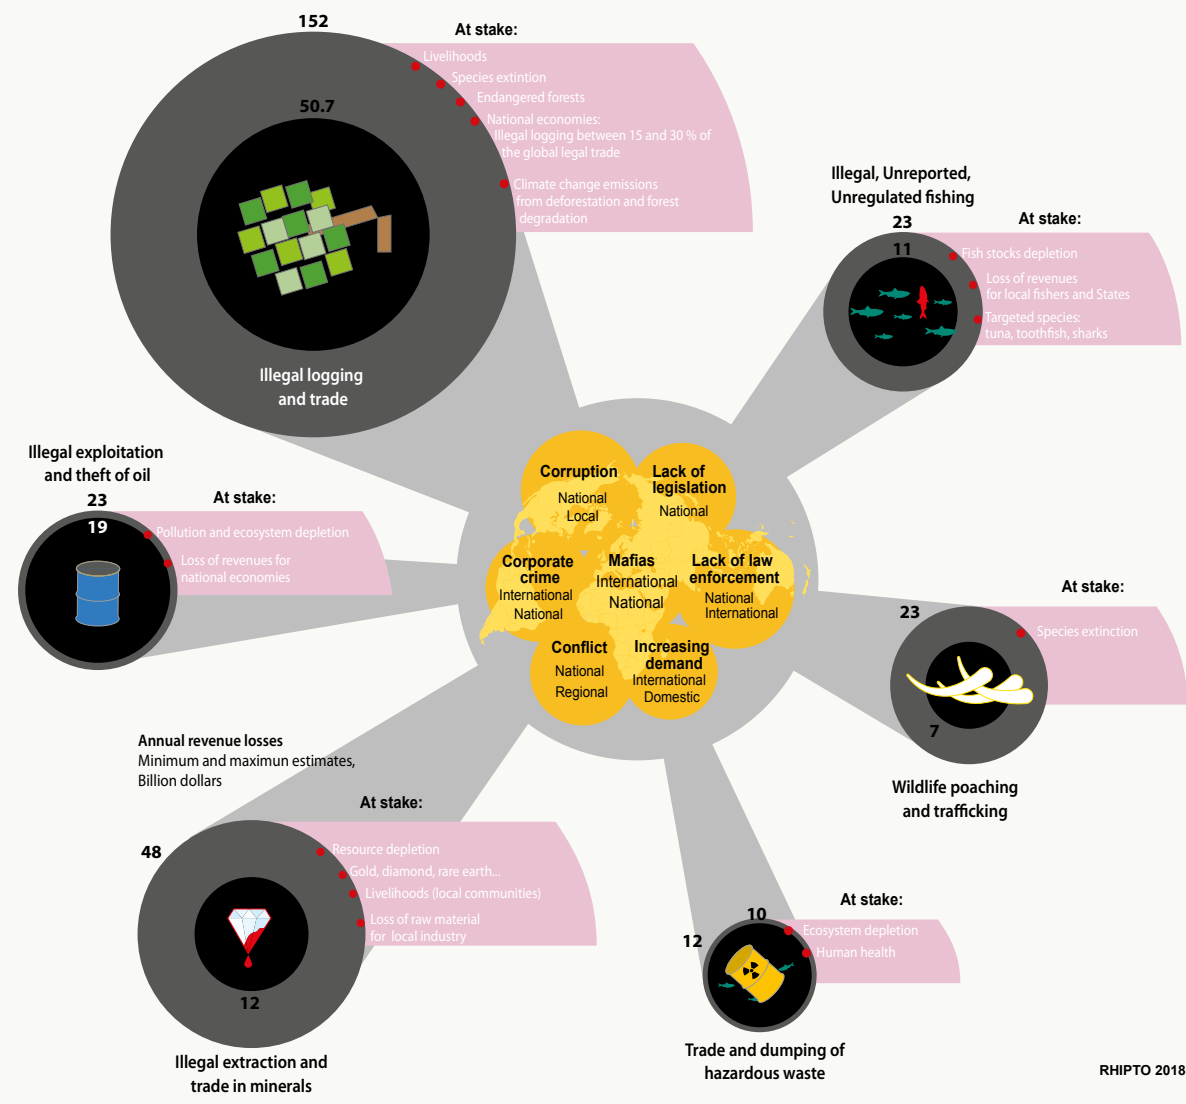 152
At stake:
Livelihoods
Species extintion
Endangered forests
National economies:
Illegal logging between 15 and 30 % of
the global legal trade
Climate change emissions
from deforestation and forest
degradation
50.7
Illegal logging
and trade
Illegal, Unreported,
Unregulated fishing
23
At stake:
11
Fish stocks depletion
Loss of revenues
for local fishers and States
Targeted species:
tuna, toothfish, sharks
Illegal exploitation
and theft of oil
23
At stake:
19
Pollution and ecosystem depletion
Loss of revenues for
national economies
Corruption
National
Local
Lack of
legislation
National
Corporate
crime
International
National
Mafias
International
National
Lack of law
enforcement
National
International
Conflict
National
Regional
Increasing
demand
International
Domestic
At stake:
23
Species extinction
7
Wildlife poaching
and trafficking
Annual revenue losses
Minimum and maximun estimates,
Billion dollars
At stake:
48
Resource depletion
Gold, diamond, rare earth...
Livelihoods (local communities)
Loss of raw material
for local industry
12
Illegal extraction and
trade in minerals
At stake:
10
12
Ecosystem depletion
Human health
Trade and dumping of
hazardous waste
RHIPTO 2018